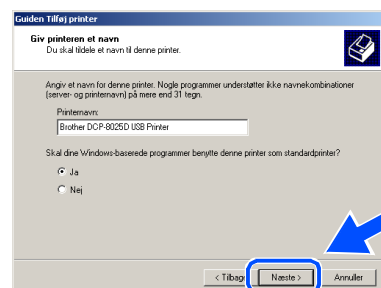 Guiden Tilføj printer
Giv printeren et navn
Du skal tildele et navn til denne printer.
Angiv et navn for denne printer. Nogle programmer understøtter ikke navnekombinationer
(server- og printernavn) på mere end 31 tegn.
Printernavn:
Brother DCP-8025D USB Printer
Skal dine Windows-baserede programmer benytte denne printer som standardprinter?
Ja
Nej
< Tilbage Næste > Annuller